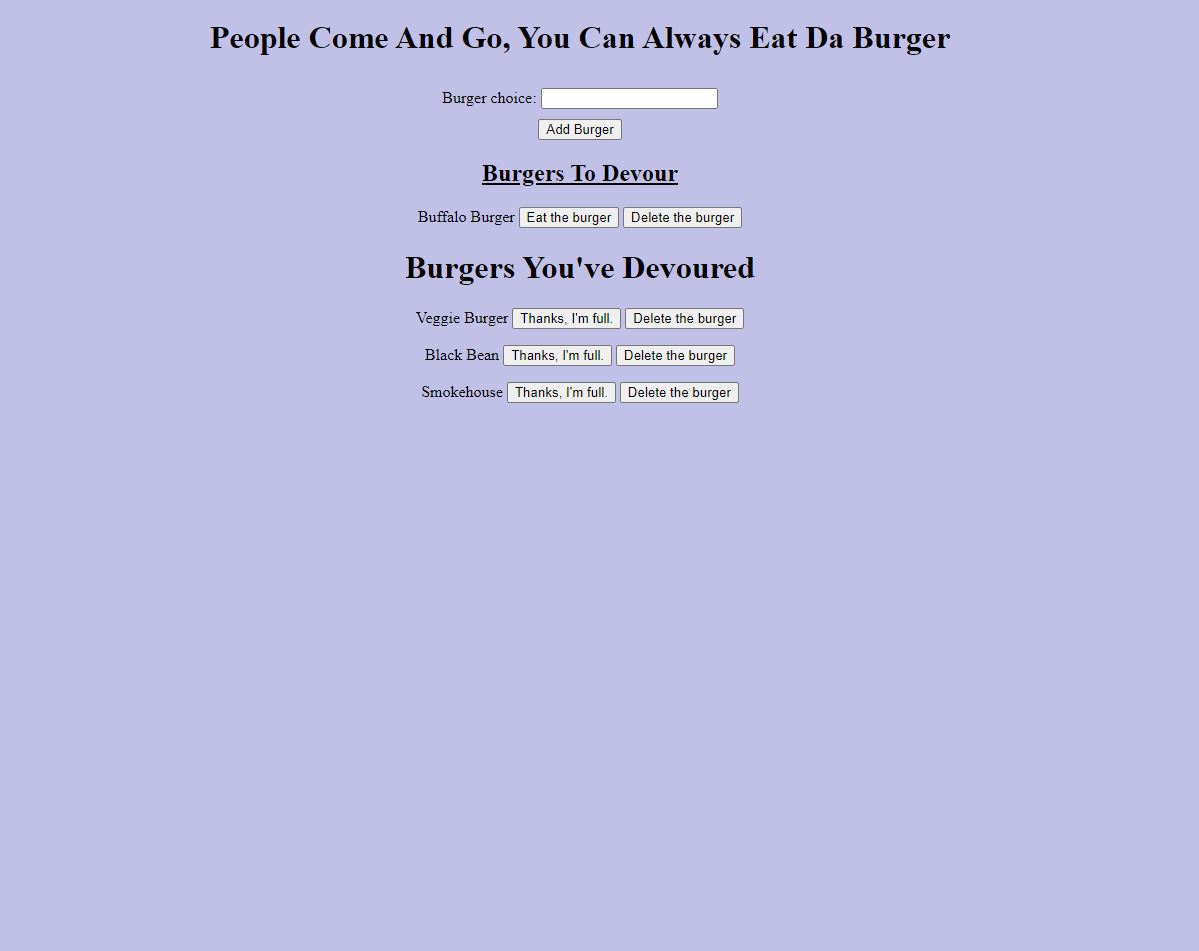 People Come And Go, You Can Always Eat Da Burger
Burger choice:
Add Burger
Burgers To Devour
Buffalo Burger Eat the burger Delete the burger
Burgers You've Devoured
Veggie Burger Thanks, I'm full. Delete the burger
Black Bean Thanks, I'm full. Delete the burger
Smokehouse Thanks, I'm full. Delete the burger